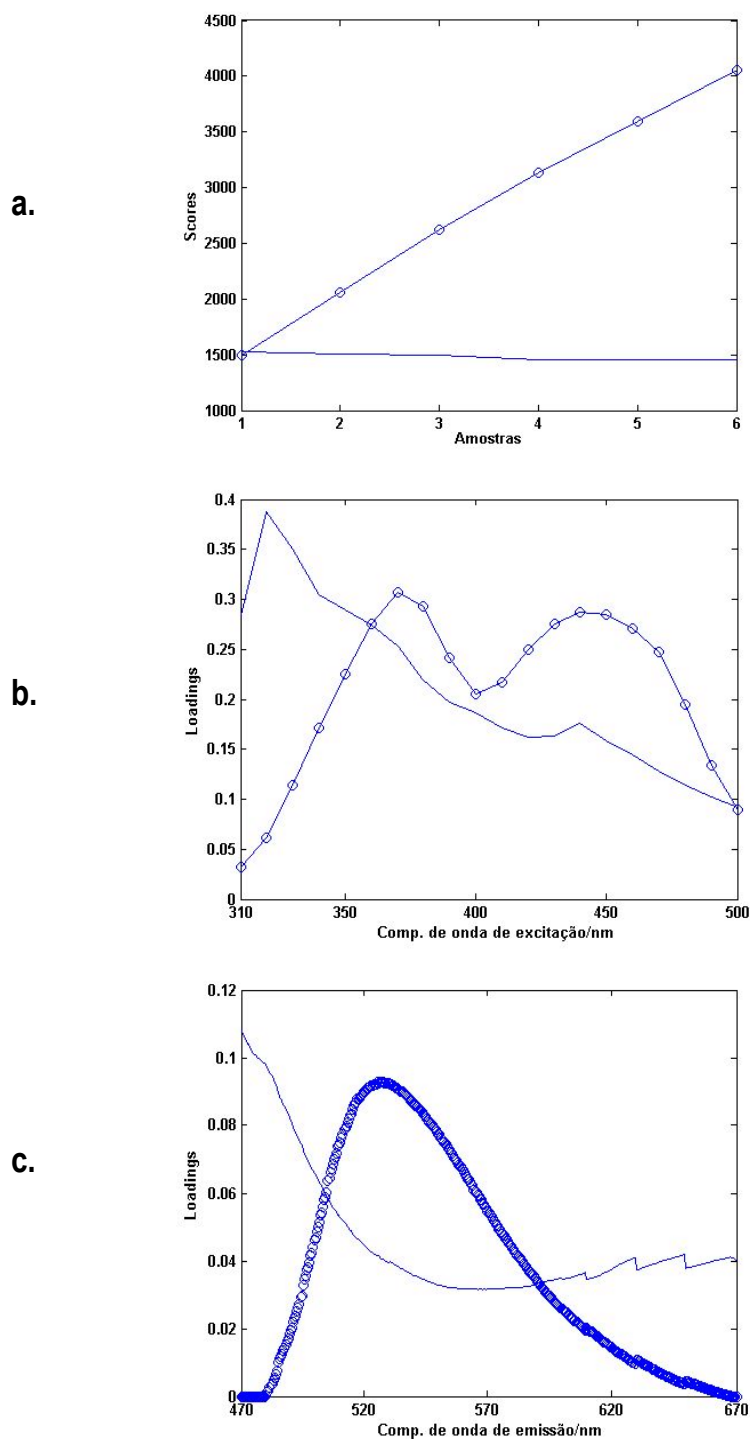 a.
4500
4000
3500
3000
2500
2000
1500
1000
Scores
1 2 3 4 5 6
Amostras
b.
0.4
0.35
0.3
0.25
0.2
0.15
0.1
0.05
0
Loadings
310 350 400 450 500
Comp. de onda de excitação/nm
c.
0.12
0.1
0.08
0.06
0.04
0.02
0
Loadings
470 520 570 620 670
Comp. de onda de emissão/nm